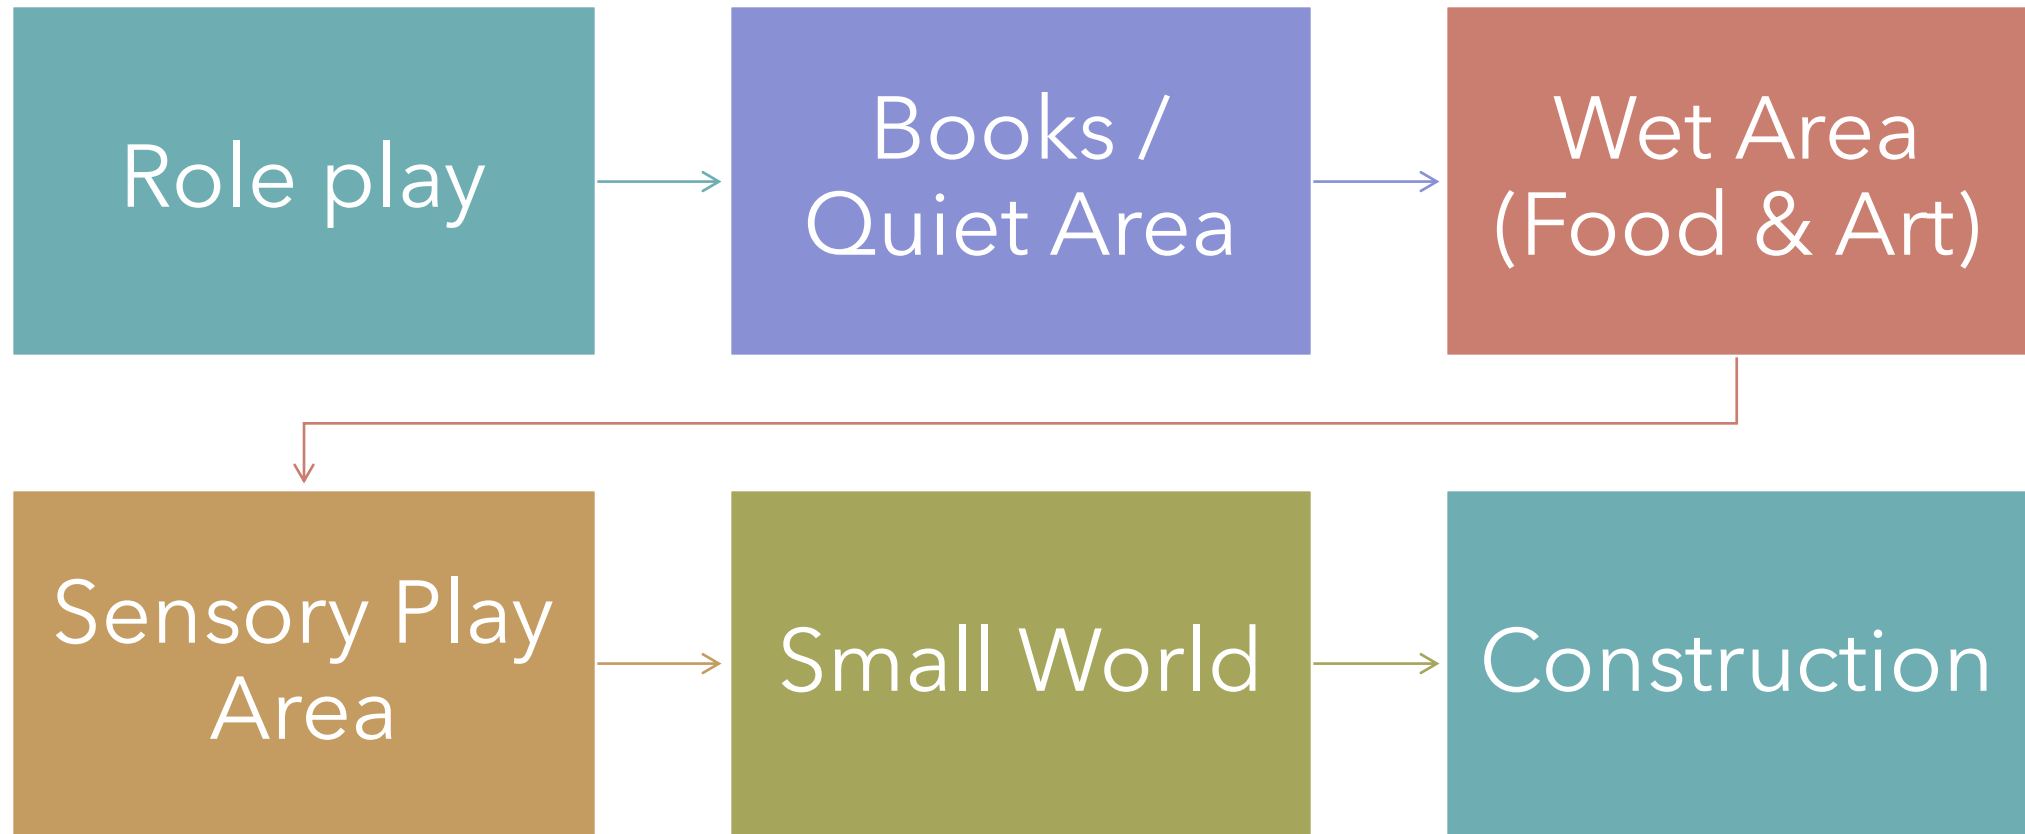 Role play
Books /
Quiet Area
Wet Area
(Food & Art)
Sensory Play
Area
Small World
Construction